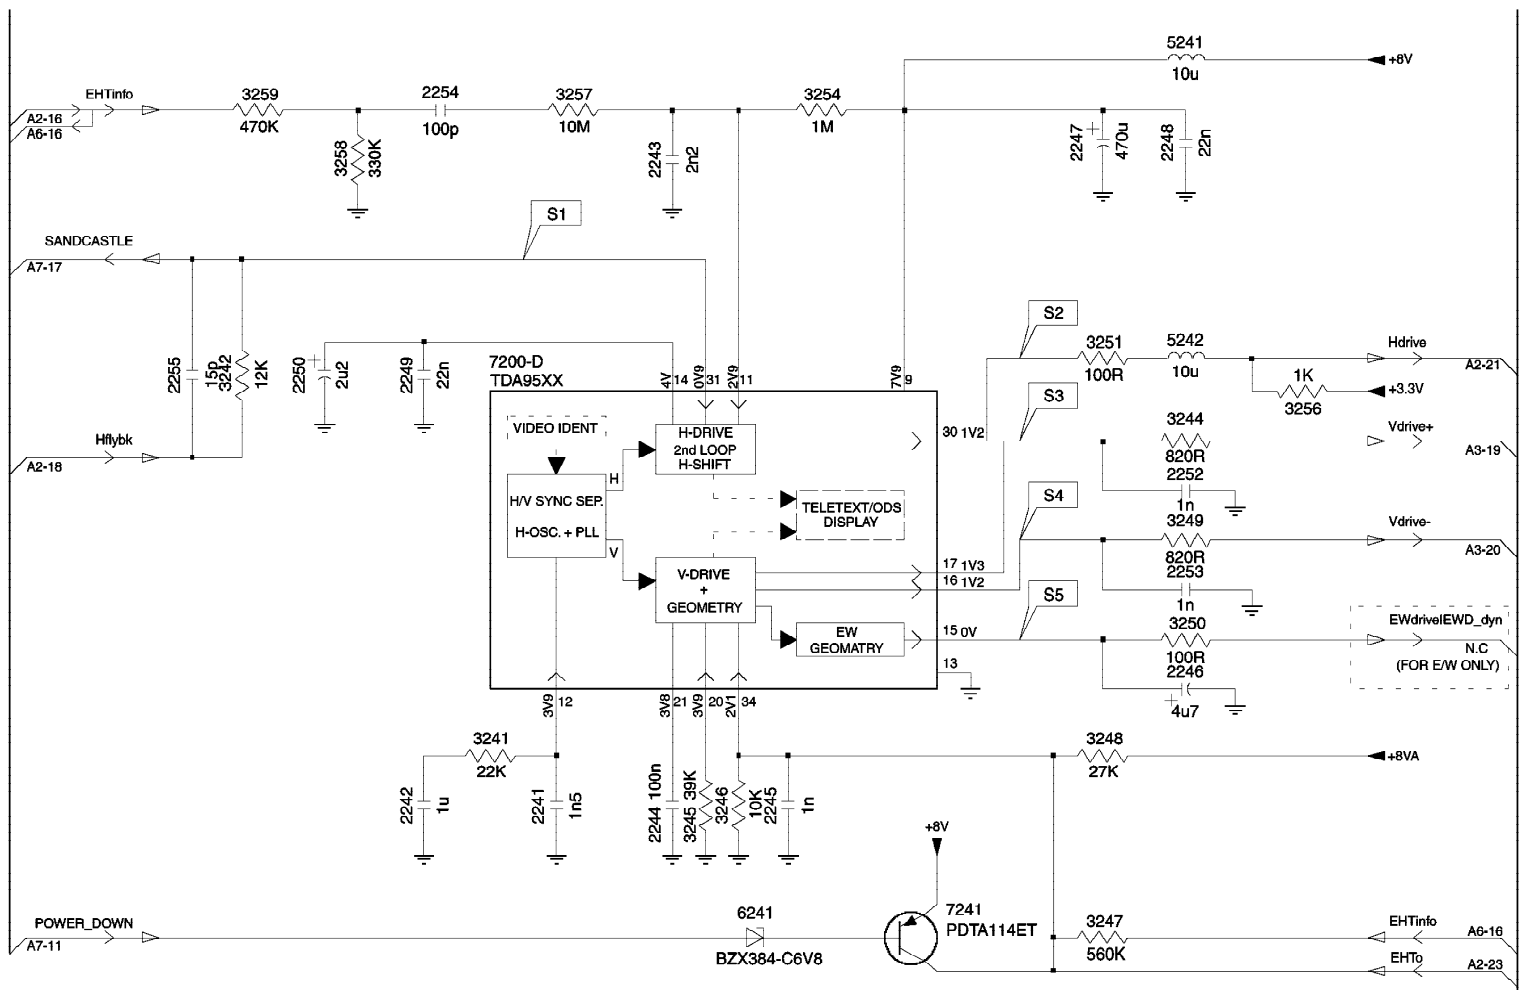 5241
+8V
10u
EHTinfo
3259
2254
3257
3254
A2-16
A6-16
470K
100p
10M
1M
3258
330K
2243
2n2
2247
+
470u
2248
22n
S1
SANDCASTLE
A7-17
2255
15p
3242
12K
2250
+
2u2
2249
22n
7200-D
TDA95XX
4V
14
0V9
31
2V9
11
7V9
9
S2
3251
5242
Hdrive
100R
10u
A2-21
1K
+3.3V
3256
S3
VIDEO IDENT
H-DRIVE
2nd LOOP
H-SHIFT
30
1V2
3244
Vdrive+
Hflybk
A2-18
820R
A3-19
2252
1n
H
H/V SYNC SEP.
H-OSC. + PLL
V
TELETEXT/ODS
DISPLAY
S4
3249
Vdrive-
820R
A3-20
2253
1n
17
1V3
16
1V2
V-DRIVE
+
GEOMETRY
S5
EW
GEOMATRY
15
0V
3250
EWdrivelEWD_dyn
100R
N.C
(FOR E/W ONLY)
2246
+
4u7
13
3V9
12
3V8
21
3V9
20
2V1
34
3241
22K
3248
+8VA
27K
2242
1u
2241
1n5
2244
100n
3245
39K
3246
10K
2245
1n
+8V
POWER_DOWN
A7-11
6241
BZX384-C6V8
7241
PDTA114ET
3247
560K
EHTinfo
A6-16
EHTo
A2-23